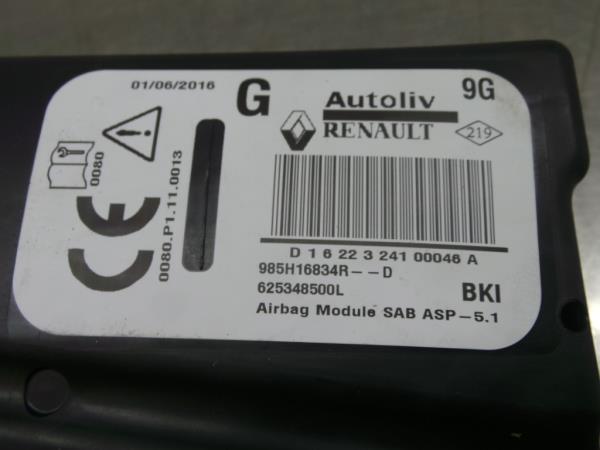 01/06/2016
G
Autoliv
9G
RENAULT
219
0080
CE
0080.P1.11.0013
D 1 6 22 3 241 00046 A
985H16834R--D
625348500L
BKI
Airbag Module SAB ASP-5.1